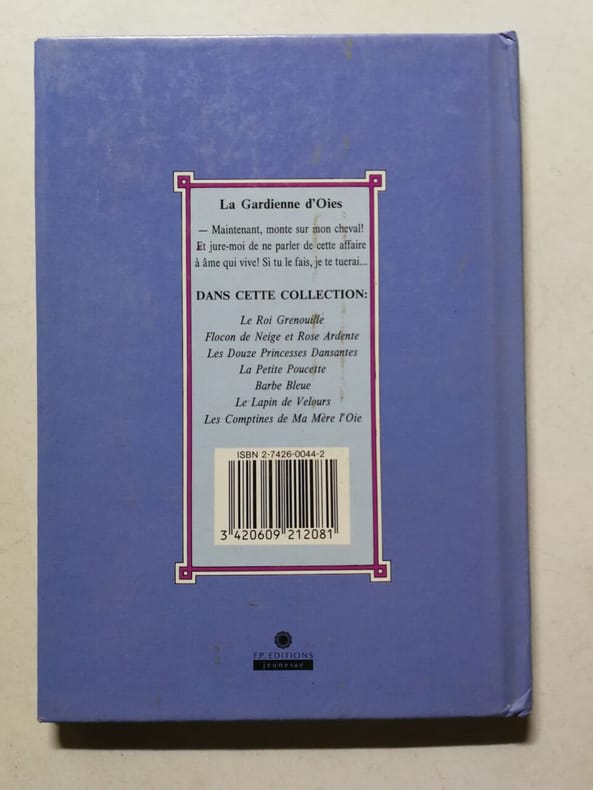 La Gardienne d'Oies
— Maintenant, monte sur mon cheval!
Et jure-moi de ne parler de cette affaire
à âme qui vive! Si tu le fais, je te tuerai...
DANS CETTE COLLECTION:
Le Roi Grenouille
Flocon de Neige et Rose Ardente
Les Douze Princesses Dansantes
La Petite Poucette
Barbe Bleue
Le Lapin de Velours
Les Comptines de Ma Mère l'Oie
ISBN 2-7426-0044-2
3 420609 212081
F.P. EDITIONS
jeunesse